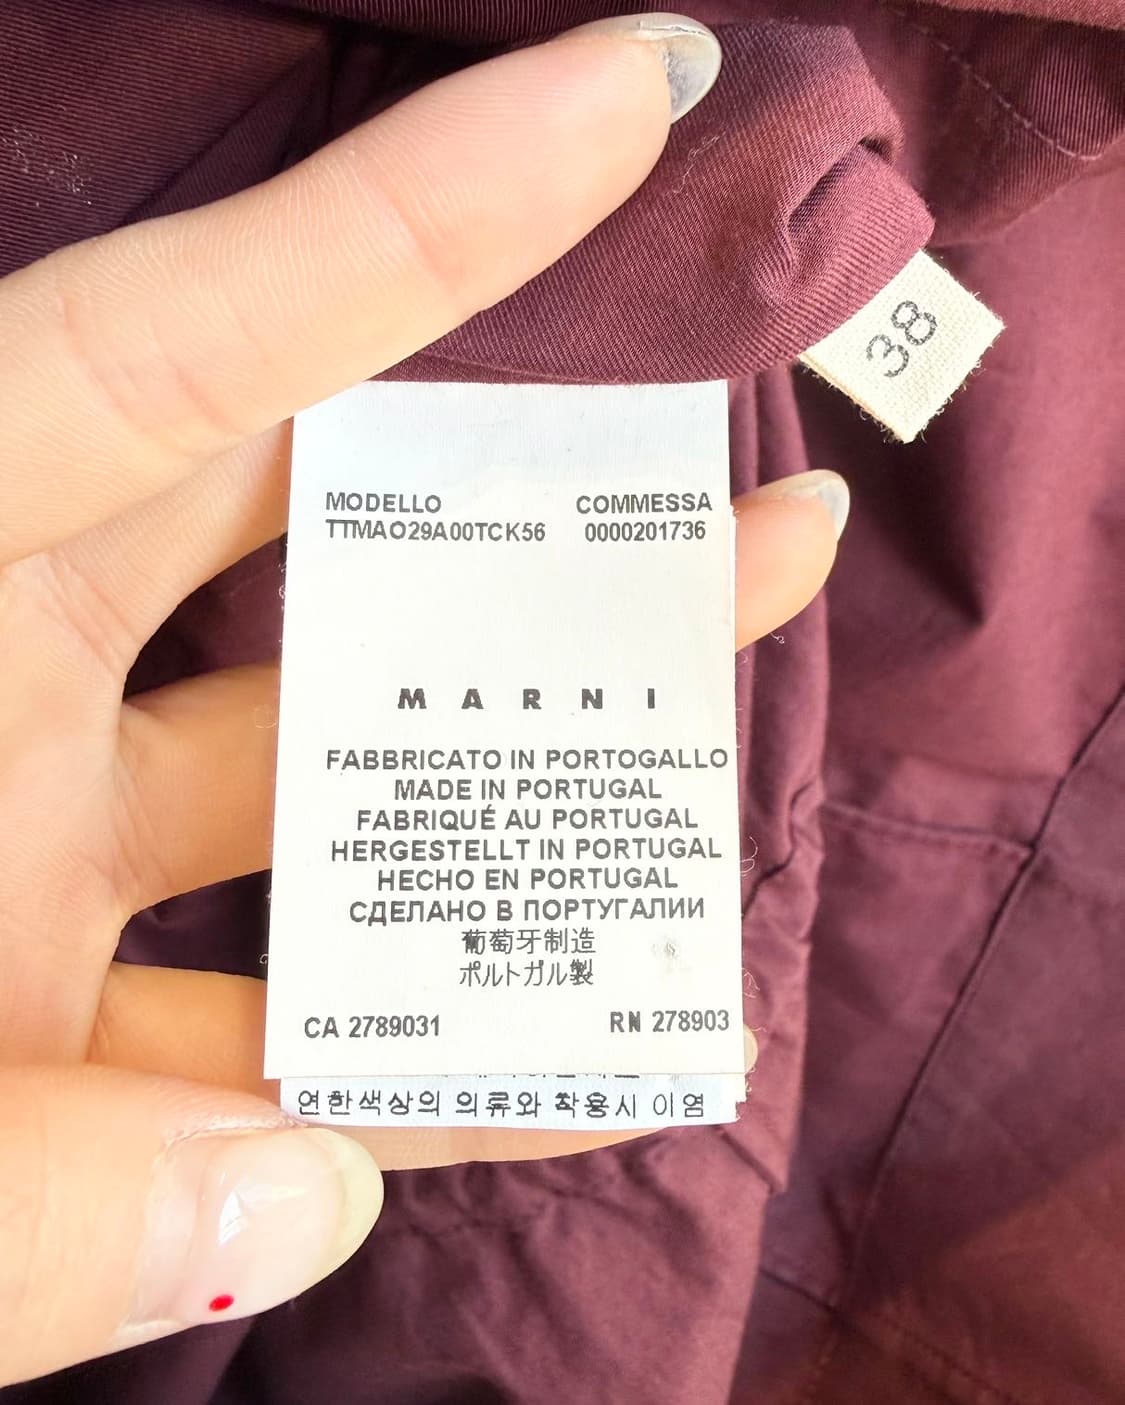 38
MODELLO COMMESSA
TTMAO29A00TCK56 0000201736
MARNI
FABBRICATO IN PORTOGALLO
MADE IN PORTUGAL
FABRIQUÉ AU PORTUGAL
HERGESTELLT IN PORTUGAL
HECHO EN PORTUGAL
СДЕЛАНО В ПОРТУГАЛИИ
葡萄牙制造
ポルトガル製
CA 2789031 RN 278903
연한색상의 의류와 착용시 이염